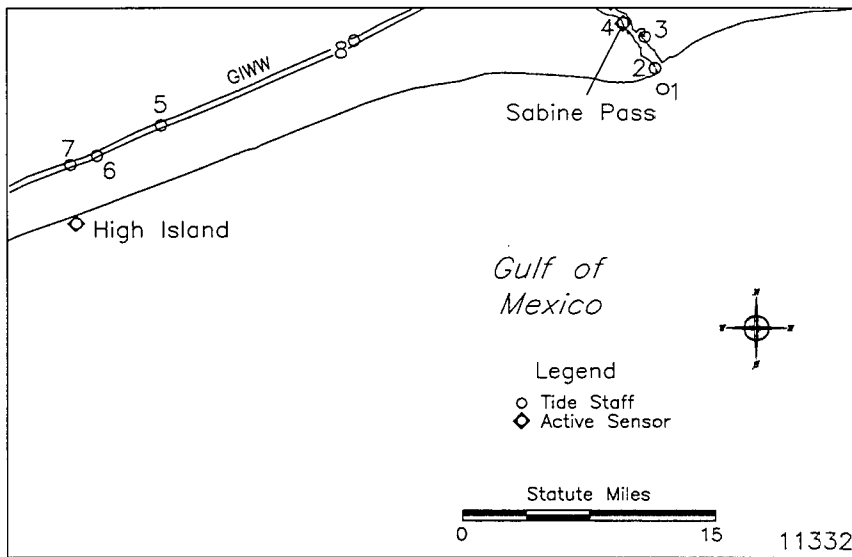 4
3
8
GIWW
2
1
5
Sabine Pass
7
6
High Island
Gulf of
Mexico
Legend
Tide Staff
Active Sensor
Statute Miles
0 15
11332